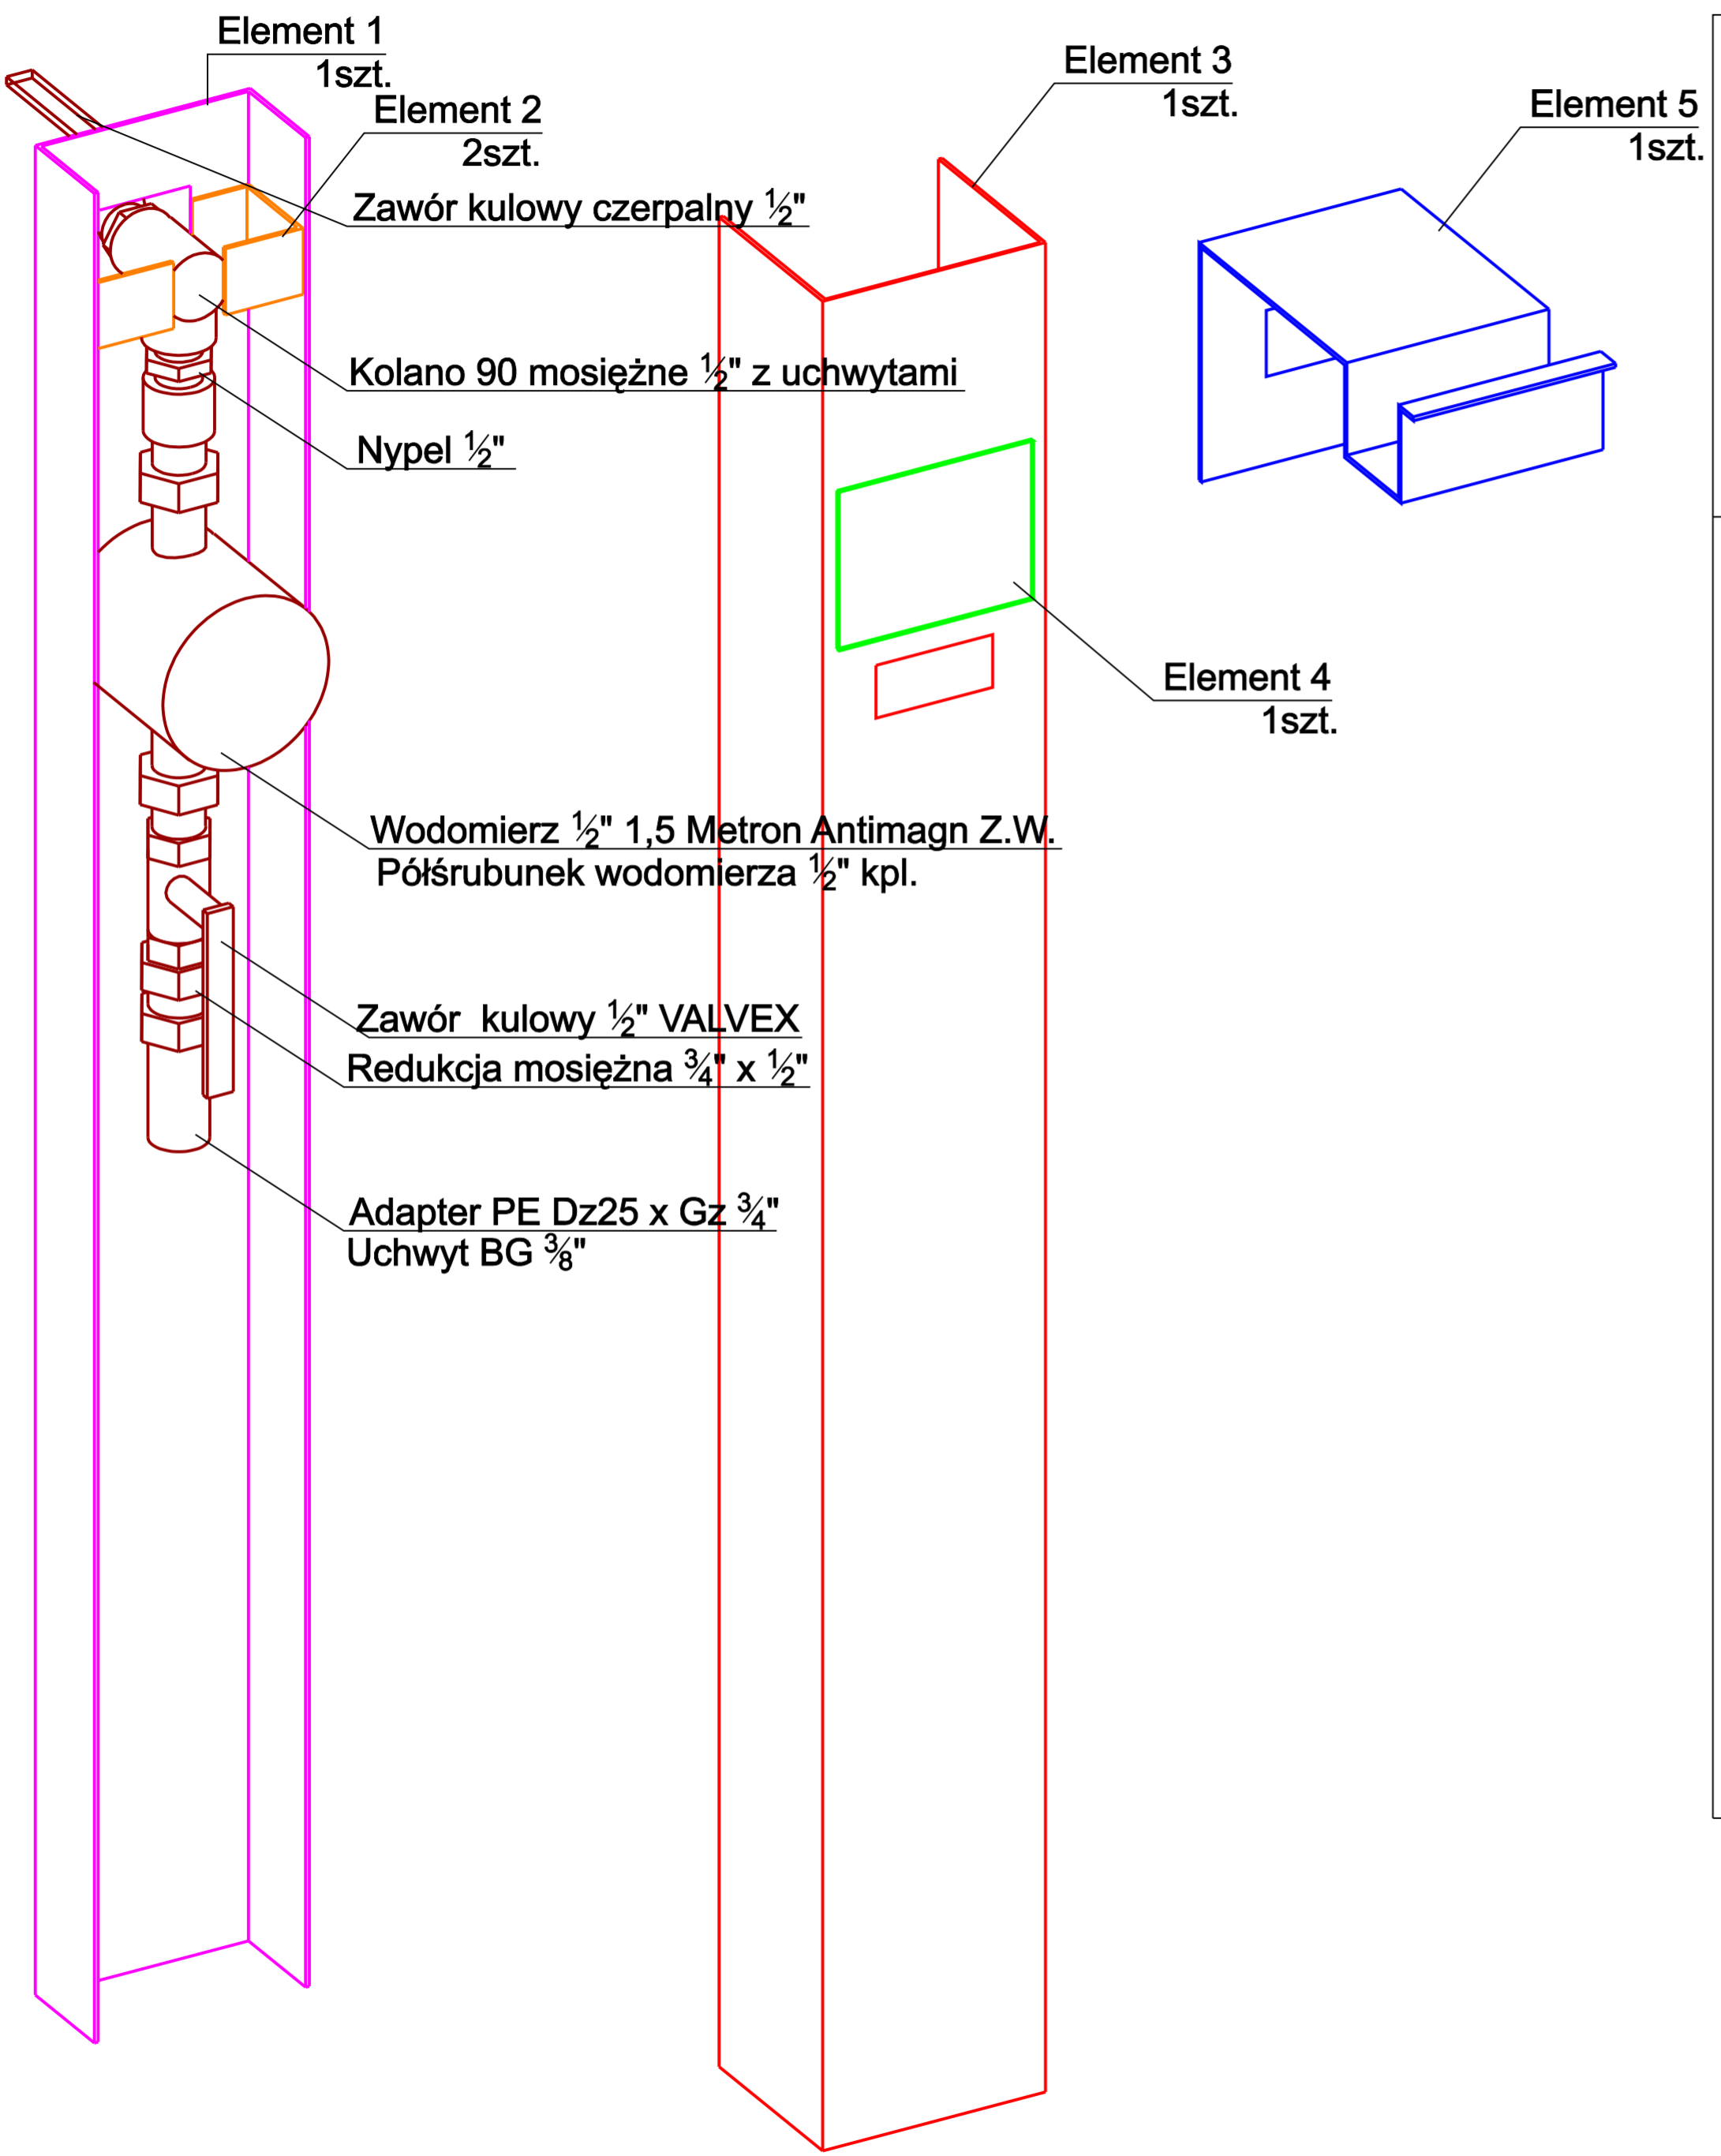 Element 1
1szt.
Element 2
2szt.
Zawór kulowy czerpalny ½"
Kolano 90 mosiężne ½" z uchwytami
Nypel ½"
Wodomierz ½" 1,5 Metron Antimagn Z.W.
Półśrubunek wodomierza ½" kpl.
Zawór kulowy ½" VALVEX
Redukcja mosiężna ¾" x ½"
Adapter PE Dz25 x Gz ¾"
Uchwyt BG ⅜"
Element 3
1szt.
Element 4
1szt.
Element 5
1szt.